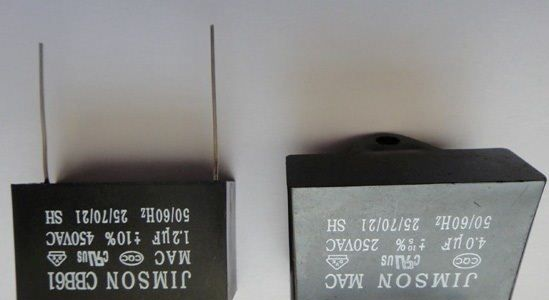 JIMSON CBB61
MAC CQC
1.2µF ±10% 450VAC
50/60Hz 25/70/21 SH
JIMSON MAC
CQC
4.0µF 250VAC
50/60Hz 25/70/21 SH